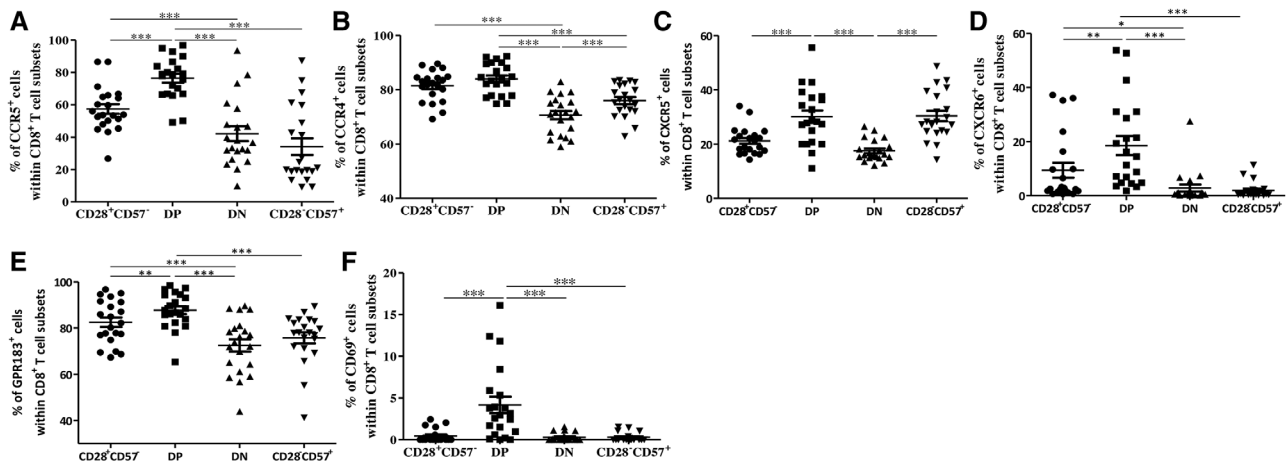 A
% of CCR5⁺ cells
within CD8⁺ T cell subsets
100
80
60
40
20
0
***
***
***
***
***
CD28⁺CD57⁻
DP
DN
CD28⁻CD57⁺
B
% of CCR4⁺ cells
within CD8⁺ T cell subsets
100
80
60
40
***
***
***
***
CD28⁺CD57⁻
DP
DN
CD28⁻CD57⁺
C
% of CXCR5⁺ cells
within CD8⁺ T cell subsets
60
40
20
0
***
***
***
CD28⁺CD57⁻
DP
DN
CD28⁻CD57⁺
D
% of CXCR6⁺ cells
within CD8⁺ T cell subsets
60
40
20
0
***
*
**
***
CD28⁺CD57⁻
DP
DN
CD28⁻CD57⁺
E
% of GPR183⁺ cells
within CD8⁺ T cell subsets
100
80
60
40
***
***
**
***
CD28⁺CD57⁻
DP
DN
CD28⁻CD57⁺
F
% of CD69⁺ cells
within CD8⁺ T cell subsets
20
15
10
5
0
***
***
***
CD28⁺CD57⁻
DP
DN
CD28⁻CD57⁺